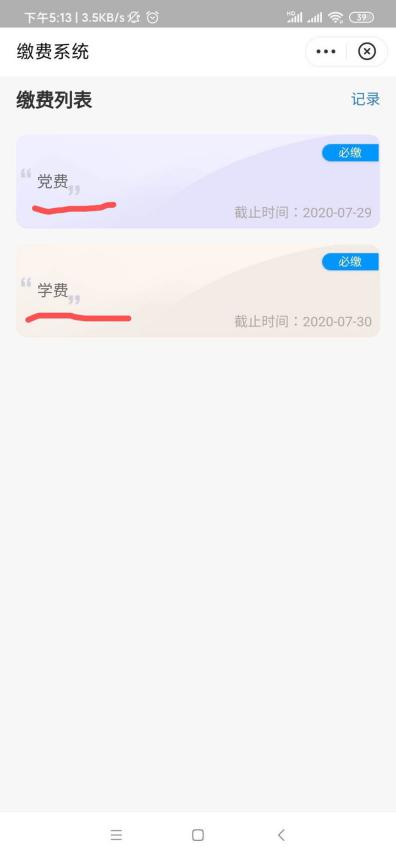 下午5:13 | 3.5KB/s
HD
39
缴费系统
缴费列表
记录
必缴
“ 党费 ”
截止时间：2020-07-29
必缴
“ 学费 ”
截止时间：2020-07-30